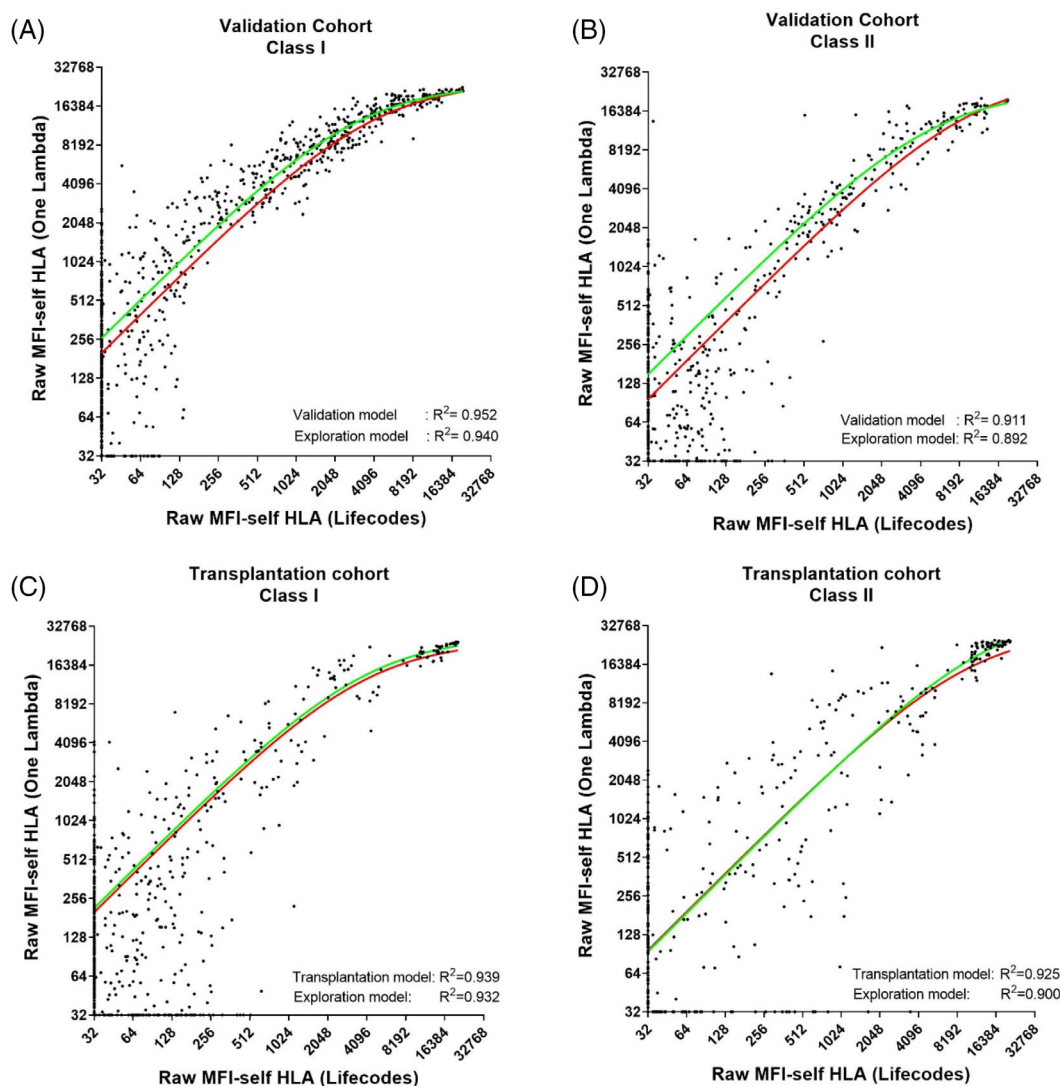 (A)
Validation Cohort
Class I
Raw MFI-self HLA (One Lambda)
32768
16384
8192
4096
2048
1024
512
256
128
64
32
Validation model : R²= 0.952
Exploration model : R²= 0.940
32 64 128 256 512 1024 2048 4096 8192 16384 32768
Raw MFI-self HLA (Lifecodes)
(B)
Validation Cohort
Class II
Raw MFI-self HLA (One Lambda)
32768
16384
8192
4096
2048
1024
512
256
128
64
32
Validation model : R²= 0.911
Exploration model: R²= 0.892
32 64 128 256 512 1024 2048 4096 8192 16384 32768
Raw MFI-self HLA (Lifecodes)
(C)
Transplantation cohort
Class I
Raw MFI-self HLA (One Lambda)
32768
16384
8192
4096
2048
1024
512
256
128
64
32
Transplantation model: R²=0.939
Exploration model: R²=0.932
32 64 128 256 512 1024 2048 4096 8192 16384 32768
Raw MFI-self HLA (Lifecodes)
(D)
Transplantation cohort
Class II
Raw MFI-self HLA (One Lambda)
32768
16384
8192
4096
2048
1024
512
256
128
64
32
Transplantation model: R²=0.925
Exploration model: R²=0.900
32 64 128 256 512 1024 2048 4096 8192 16384 32768
Raw MFI-self HLA (Lifecodes)